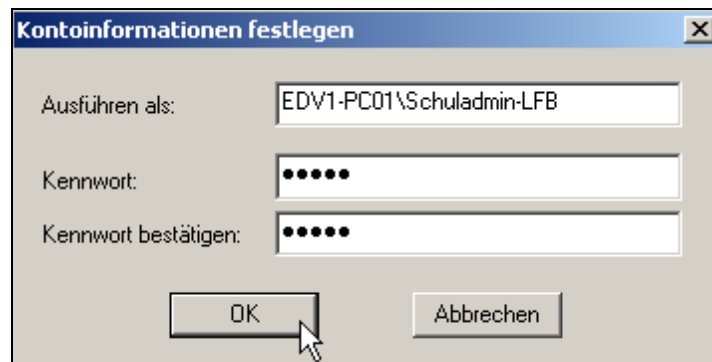 Kontoinformationen festlegen
Ausführen als: EDV1-PC01\Schuladmin-LFB
Kennwort: •••••
Kennwort bestätigen: •••••
OK Abbrechen